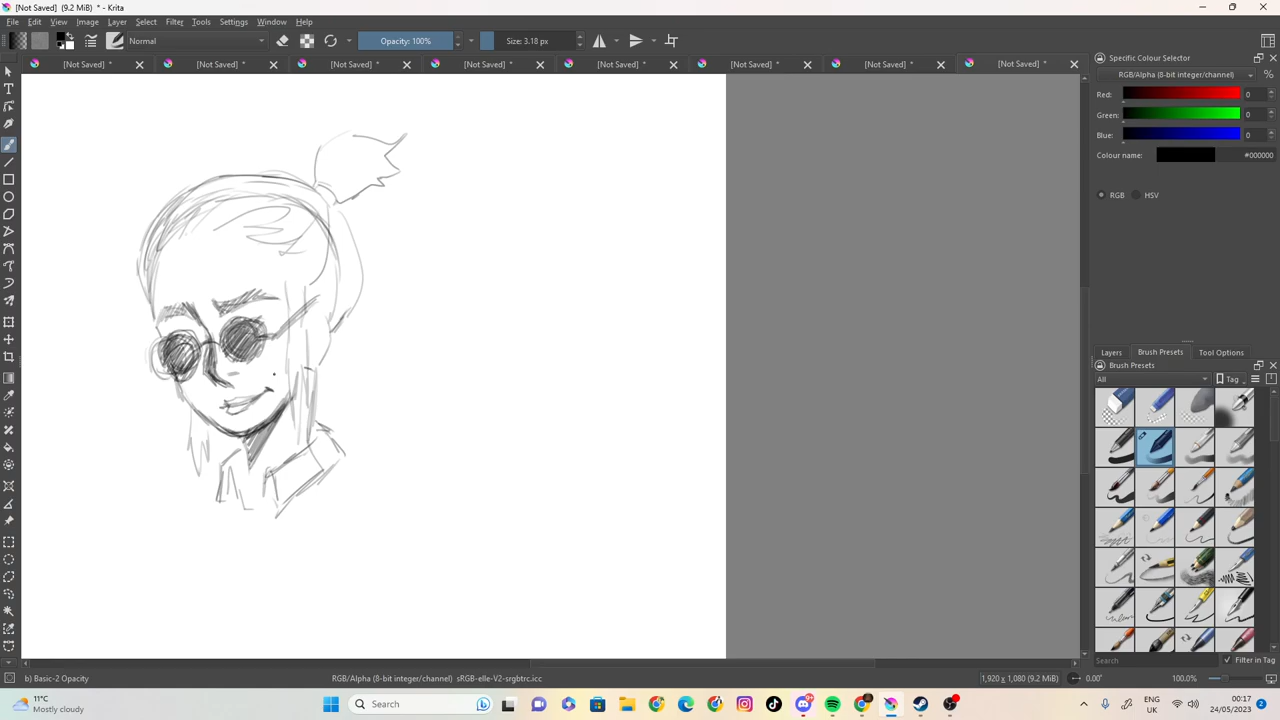 [Not Saved] (9.2 MiB) * - Krita
File Edit View Image Layer Select Filter Tools Settings Window Help
Normal Opacity: 100% Size: 3.18 px
[Not Saved] * [Not Saved] * [Not Saved] * [Not Saved] * [Not Saved] * [Not Saved] * [Not Saved] * [Not Saved] *
Specific Colour Selector
RGB/Alpha (8-bit integer/channel) %
Red: 0
Green: 0
Blue: 0
Colour name: #000000
RGB HSV
Layers Brush Presets Tool Options
Brush Presets
All Tag
Search Filter in Tag
b) Basic-2 Opacity RGB/Alpha (8-bit integer/channel) sRGB-elle-V2-srgbtrc.icc 1,920 x 1,080 (9.2 MiB) 0.00° 100.0%
11°C
Mostly cloudy
Search
9+
ENG
UK
00:17
24/05/2023
2